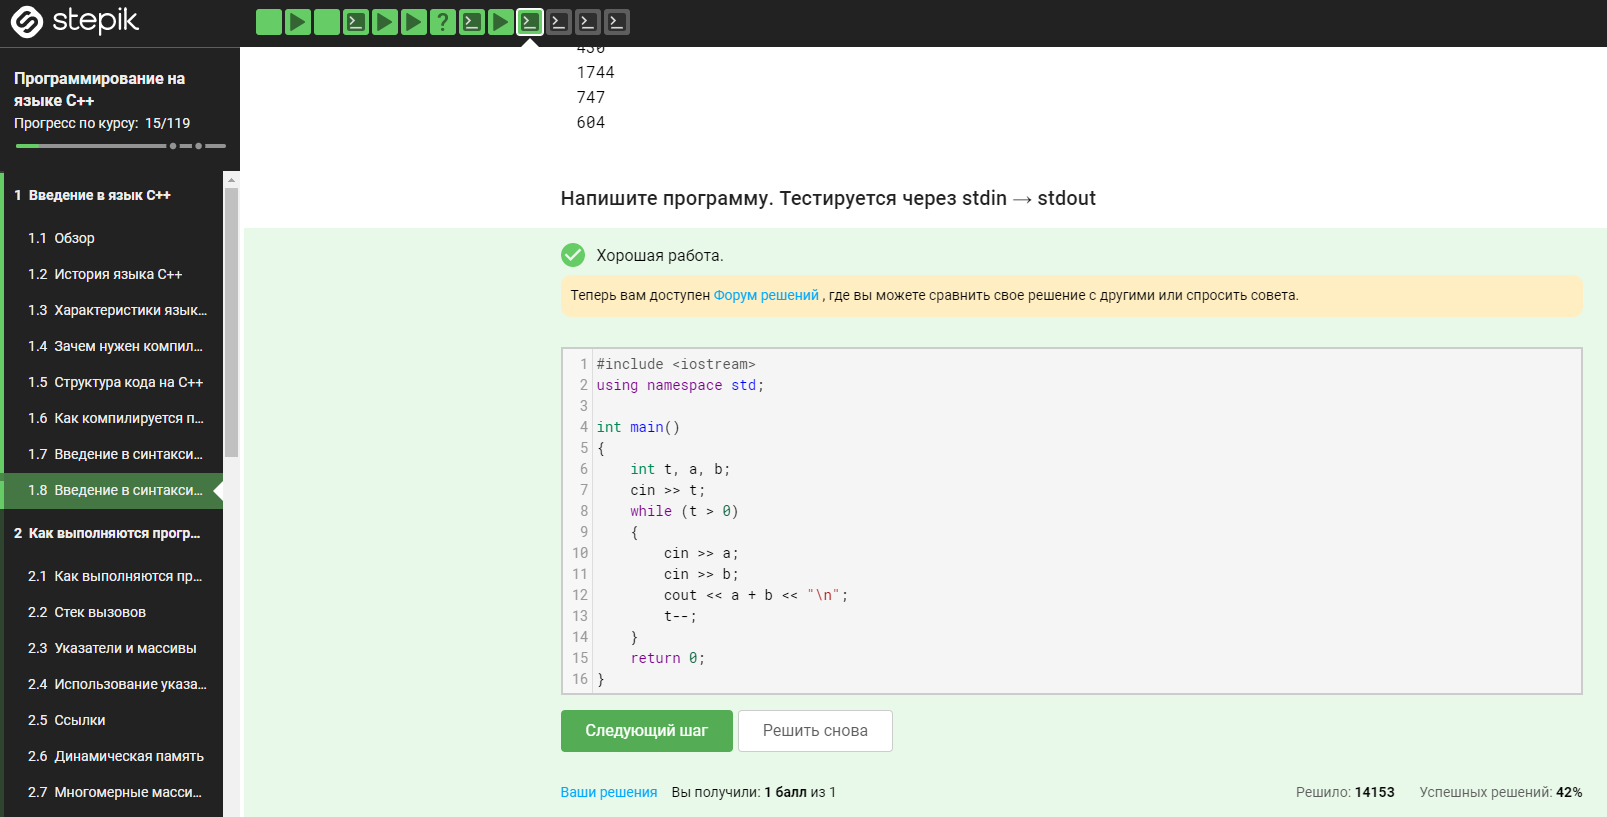 stepik
Программирование на
языке C++
Прогресс по курсу: 15/119
1 Введение в язык C++
1.1 Обзор
1.2 История языка C++
1.3 Характеристики язык...
1.4 Зачем нужен компил...
1.5 Структура кода на C++
1.6 Как компилируется п...
1.7 Введение в синтакси...
1.8 Введение в синтакси...
2 Как выполняются прогр...
2.1 Как выполняются пр...
2.2 Стек вызовов
2.3 Указатели и массивы
2.4 Использование указа...
2.5 Ссылки
2.6 Динамическая память
2.7 Многомерные масси...
1744
747
604
Напишите программу. Тестируется через stdin → stdout
Хорошая работа.
Теперь вам доступен Форум решений , где вы можете сравнить свое решение с другими или спросить совета.
1 #include <iostream>
2 using namespace std;
3
4 int main()
5 {
6     int t, a, b;
7     cin >> t;
8     while (t > 0)
9     {
10         cin >> a;
11         cin >> b;
12         cout << a + b << "\n";
13         t--;
14     }
15     return 0;
16 }
Следующий шаг
Решить снова
Ваши решения Вы получили: 1 балл из 1
Решило: 14153 Успешных решений: 42%